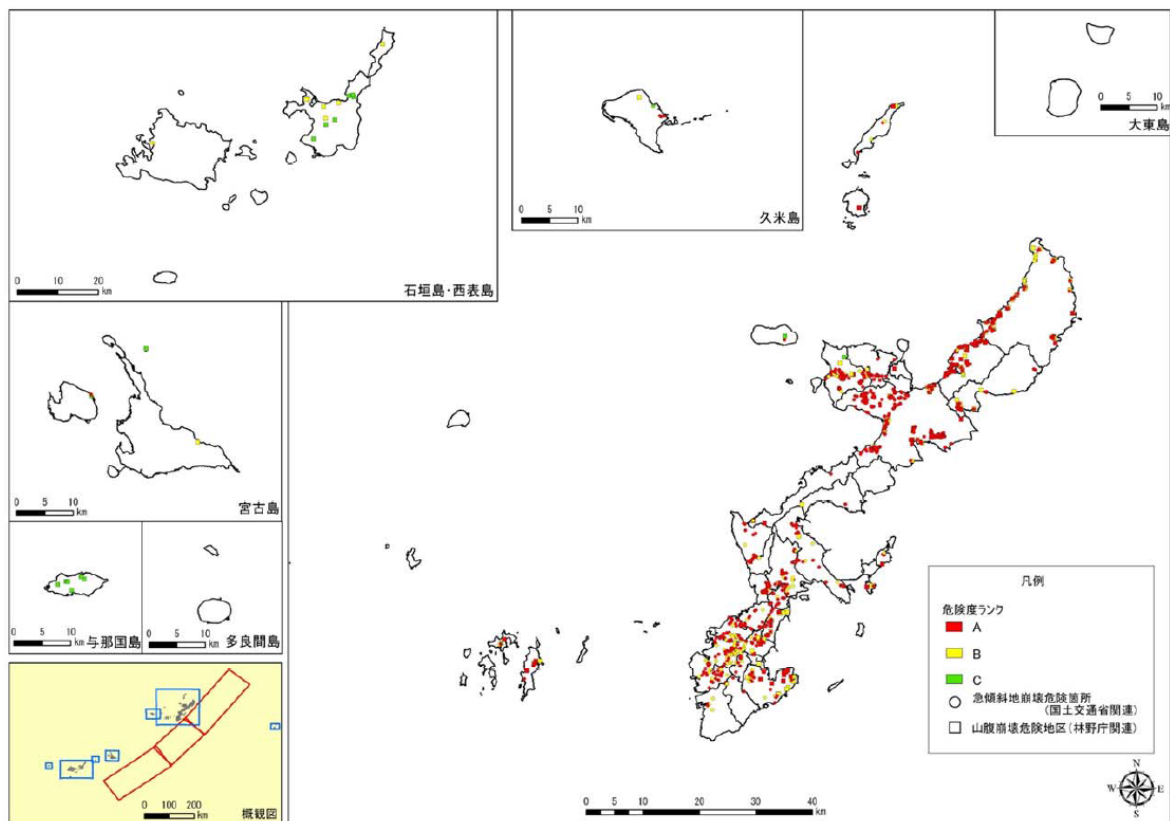 0 10 20
km
石垣島・西表島
0 5 10
km
久米島
0 5 10
km
大東島
0 5 10
km
宮古島
0 5 10
km
与那国島
0 5 10
km
多良間島
0 100 200
km
概観図
凡例
危険度ランク
A
B
C
急傾斜地崩壊危険箇所
(国土交通省関連)
山腹崩壊危険地区(林野庁関連)
0 5 10 20 30 40
km
N
W E
S